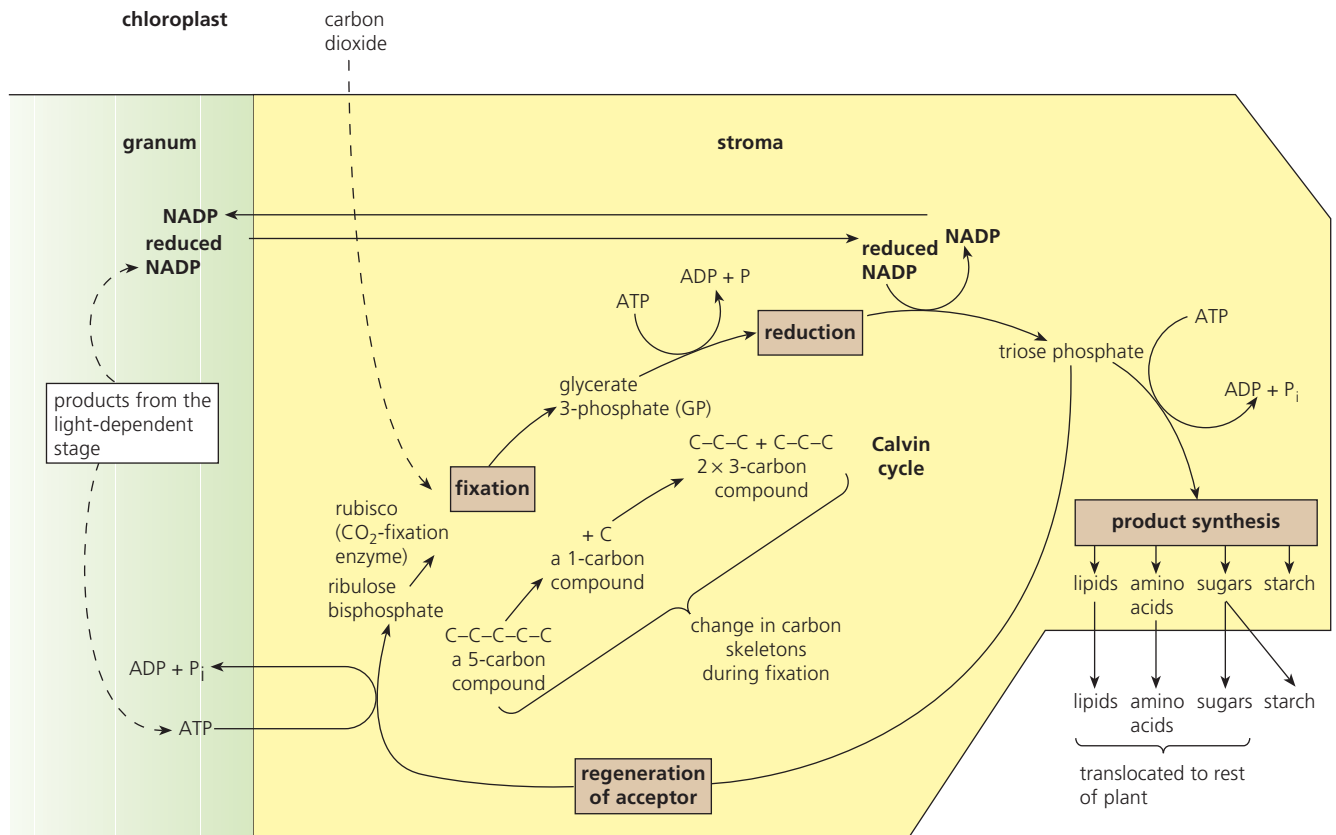 chloroplast
carbon
dioxide
granum
stroma
NADP
reduced
NADP
reduced
NADP
NADP
ATP
ADP + P
reduction
triose phosphate
ATP
ADP + Pi
glycerate
3-phosphate (GP)
products from the
light-dependent
stage
fixation
C–C–C + C–C–C
2 × 3-carbon
compound
Calvin
cycle
rubisco
(CO2-fixation
enzyme)
+ C
a 1-carbon
compound
ribulose
bisphosphate
C–C–C–C–C
a 5-carbon
compound
change in carbon
skeletons
during fixation
product synthesis
lipids
amino
acids
sugars
starch
ADP + Pi
ATP
lipids
amino
acids
sugars
starch
translocated to rest
of plant
regeneration
of acceptor